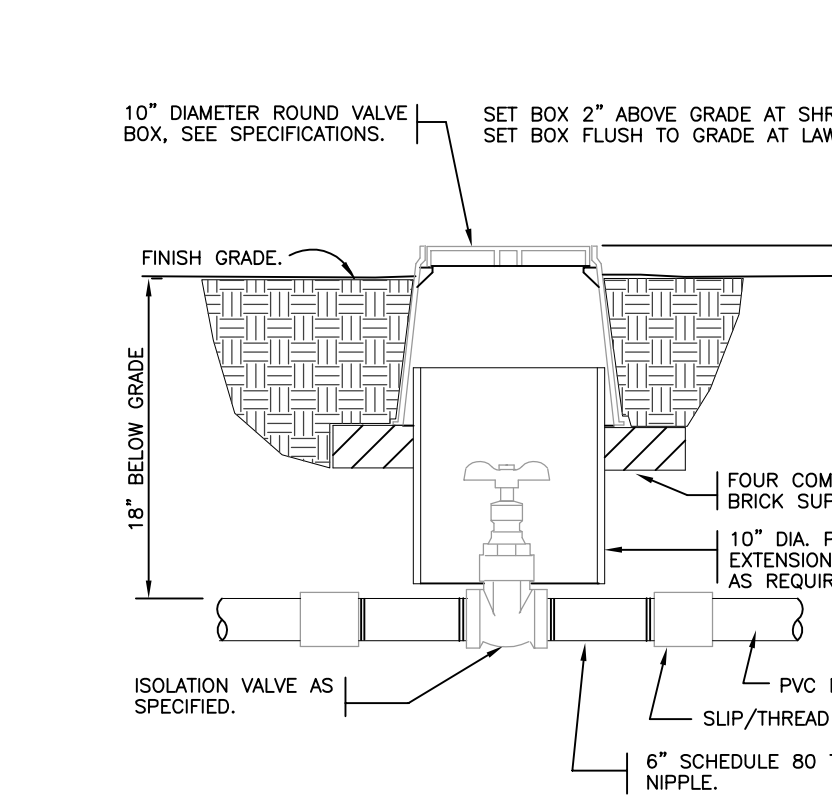 10” DIAMETER ROUND VALVE
BOX, SEE SPECIFICATIONS.
SET BOX 2” ABOVE GRADE AT
SET BOX FLUSH TO GRADE AT
FINISH GRADE.
18” BELOW GRADE
FOUR
BRICK
10” DIA.
EXTENSION
AS
ISOLATION VALVE AS
SPECIFIED.
PVC
SLIP/THREAD
6” SCHEDULE 80
NIPPLE.